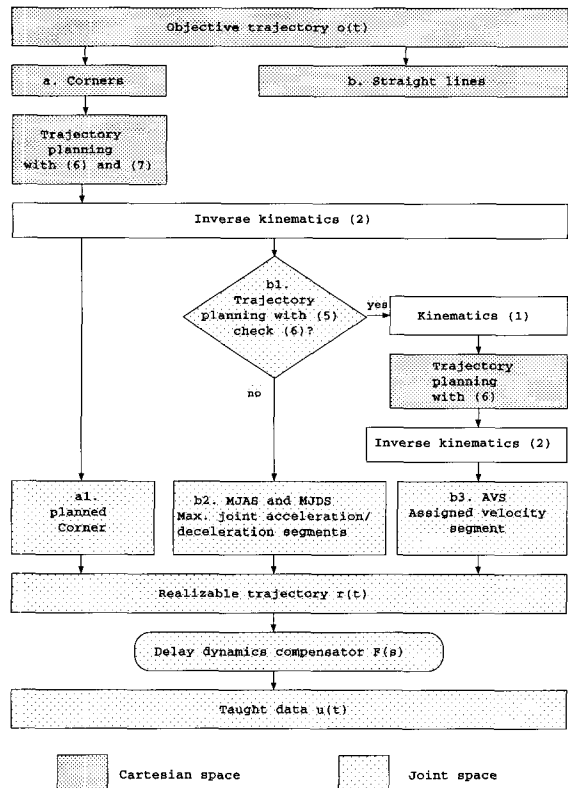 Objective trajectory o(t)
a. Corners
b. Straight lines
Trajectory
planning
with (6) and (7)
Inverse kinematics (2)
b1.
Trajectory
planning with (5)
check (6)?
yes
Kinematics (1)
Trajectory
planning
with (6)
no
Inverse kinematics (2)
a1.
planned
Corner
b2. MJAS and MJDS
Max. joint acceleration/
deceleration segments
b3. AVS
Assigned velocity
segment
Realizable trajectory r(t)
Delay dynamics compensator F(s)
Taught data u(t)
Cartesian space
Joint space